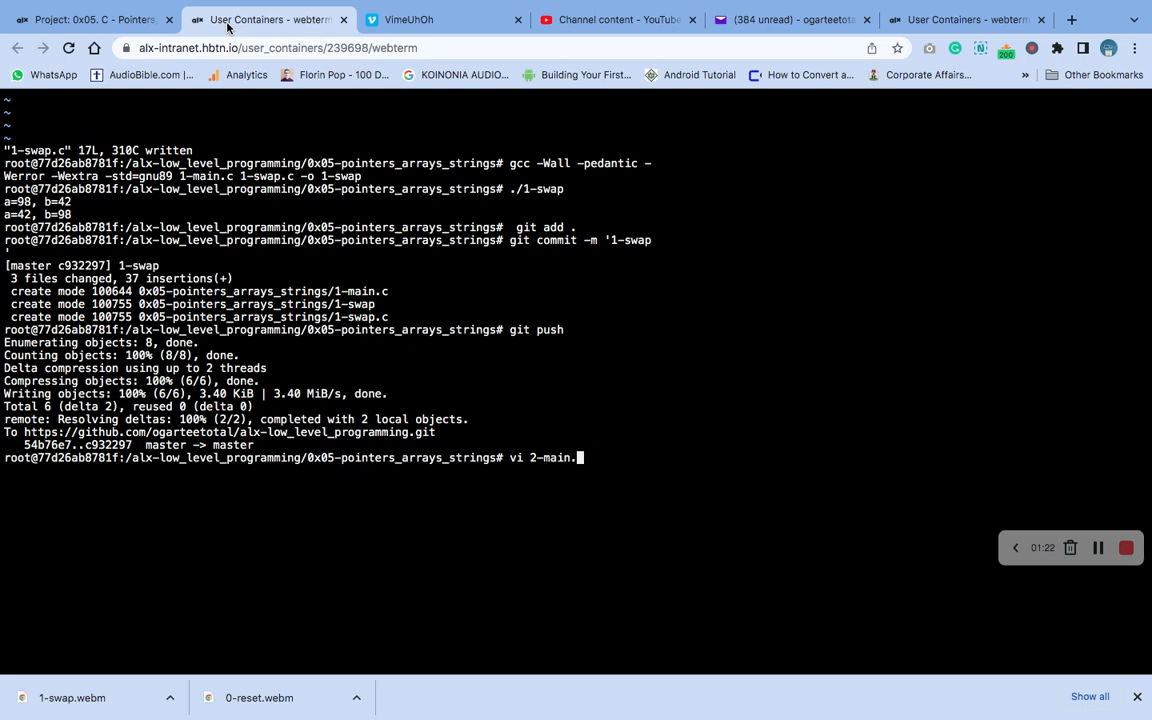 Project: 0x05. C - Pointers,
User Containers - webterm
VimeUhOh
Channel content - YouTube
(384 unread) - ogarteetota
User Containers - webterm
alx-intranet.hbtn.io/user_containers/239698/webterm
200
WhatsApp
AudioBible.com |...
Analytics
Florin Pop - 100 D...
KOINONIA AUDIO...
Building Your First...
Android Tutorial
How to Convert a...
Corporate Affairs...
»
Other Bookmarks
~
~
~
~
"1-swap.c" 17L, 310C written
root@77d26ab8781f:/alx-low_level_programming/0x05-pointers_arrays_strings# gcc -Wall -pedantic -
Werror -Wextra -std=gnu89 1-main.c 1-swap.c -o 1-swap
root@77d26ab8781f:/alx-low_level_programming/0x05-pointers_arrays_strings# ./1-swap
a=98, b=42
a=42, b=98
root@77d26ab8781f:/alx-low_level_programming/0x05-pointers_arrays_strings#  git add .
root@77d26ab8781f:/alx-low_level_programming/0x05-pointers_arrays_strings# git commit -m '1-swap
'
[master c932297] 1-swap
 3 files changed, 37 insertions(+)
 create mode 100644 0x05-pointers_arrays_strings/1-main.c
 create mode 100755 0x05-pointers_arrays_strings/1-swap
 create mode 100755 0x05-pointers_arrays_strings/1-swap.c
root@77d26ab8781f:/alx-low_level_programming/0x05-pointers_arrays_strings# git push
Enumerating objects: 8, done.
Counting objects: 100% (8/8), done.
Delta compression using up to 2 threads
Compressing objects: 100% (6/6), done.
Writing objects: 100% (6/6), 3.40 KiB | 3.40 MiB/s, done.
Total 6 (delta 2), reused 0 (delta 0)
remote: Resolving deltas: 100% (2/2), completed with 2 local objects.
To https://github.com/ogarteetotal/alx-low_level_programming.git
   54b76e7..c932297  master -> master
root@77d26ab8781f:/alx-low_level_programming/0x05-pointers_arrays_strings# vi 2-main.
01:22
1-swap.webm
0-reset.webm
Show all